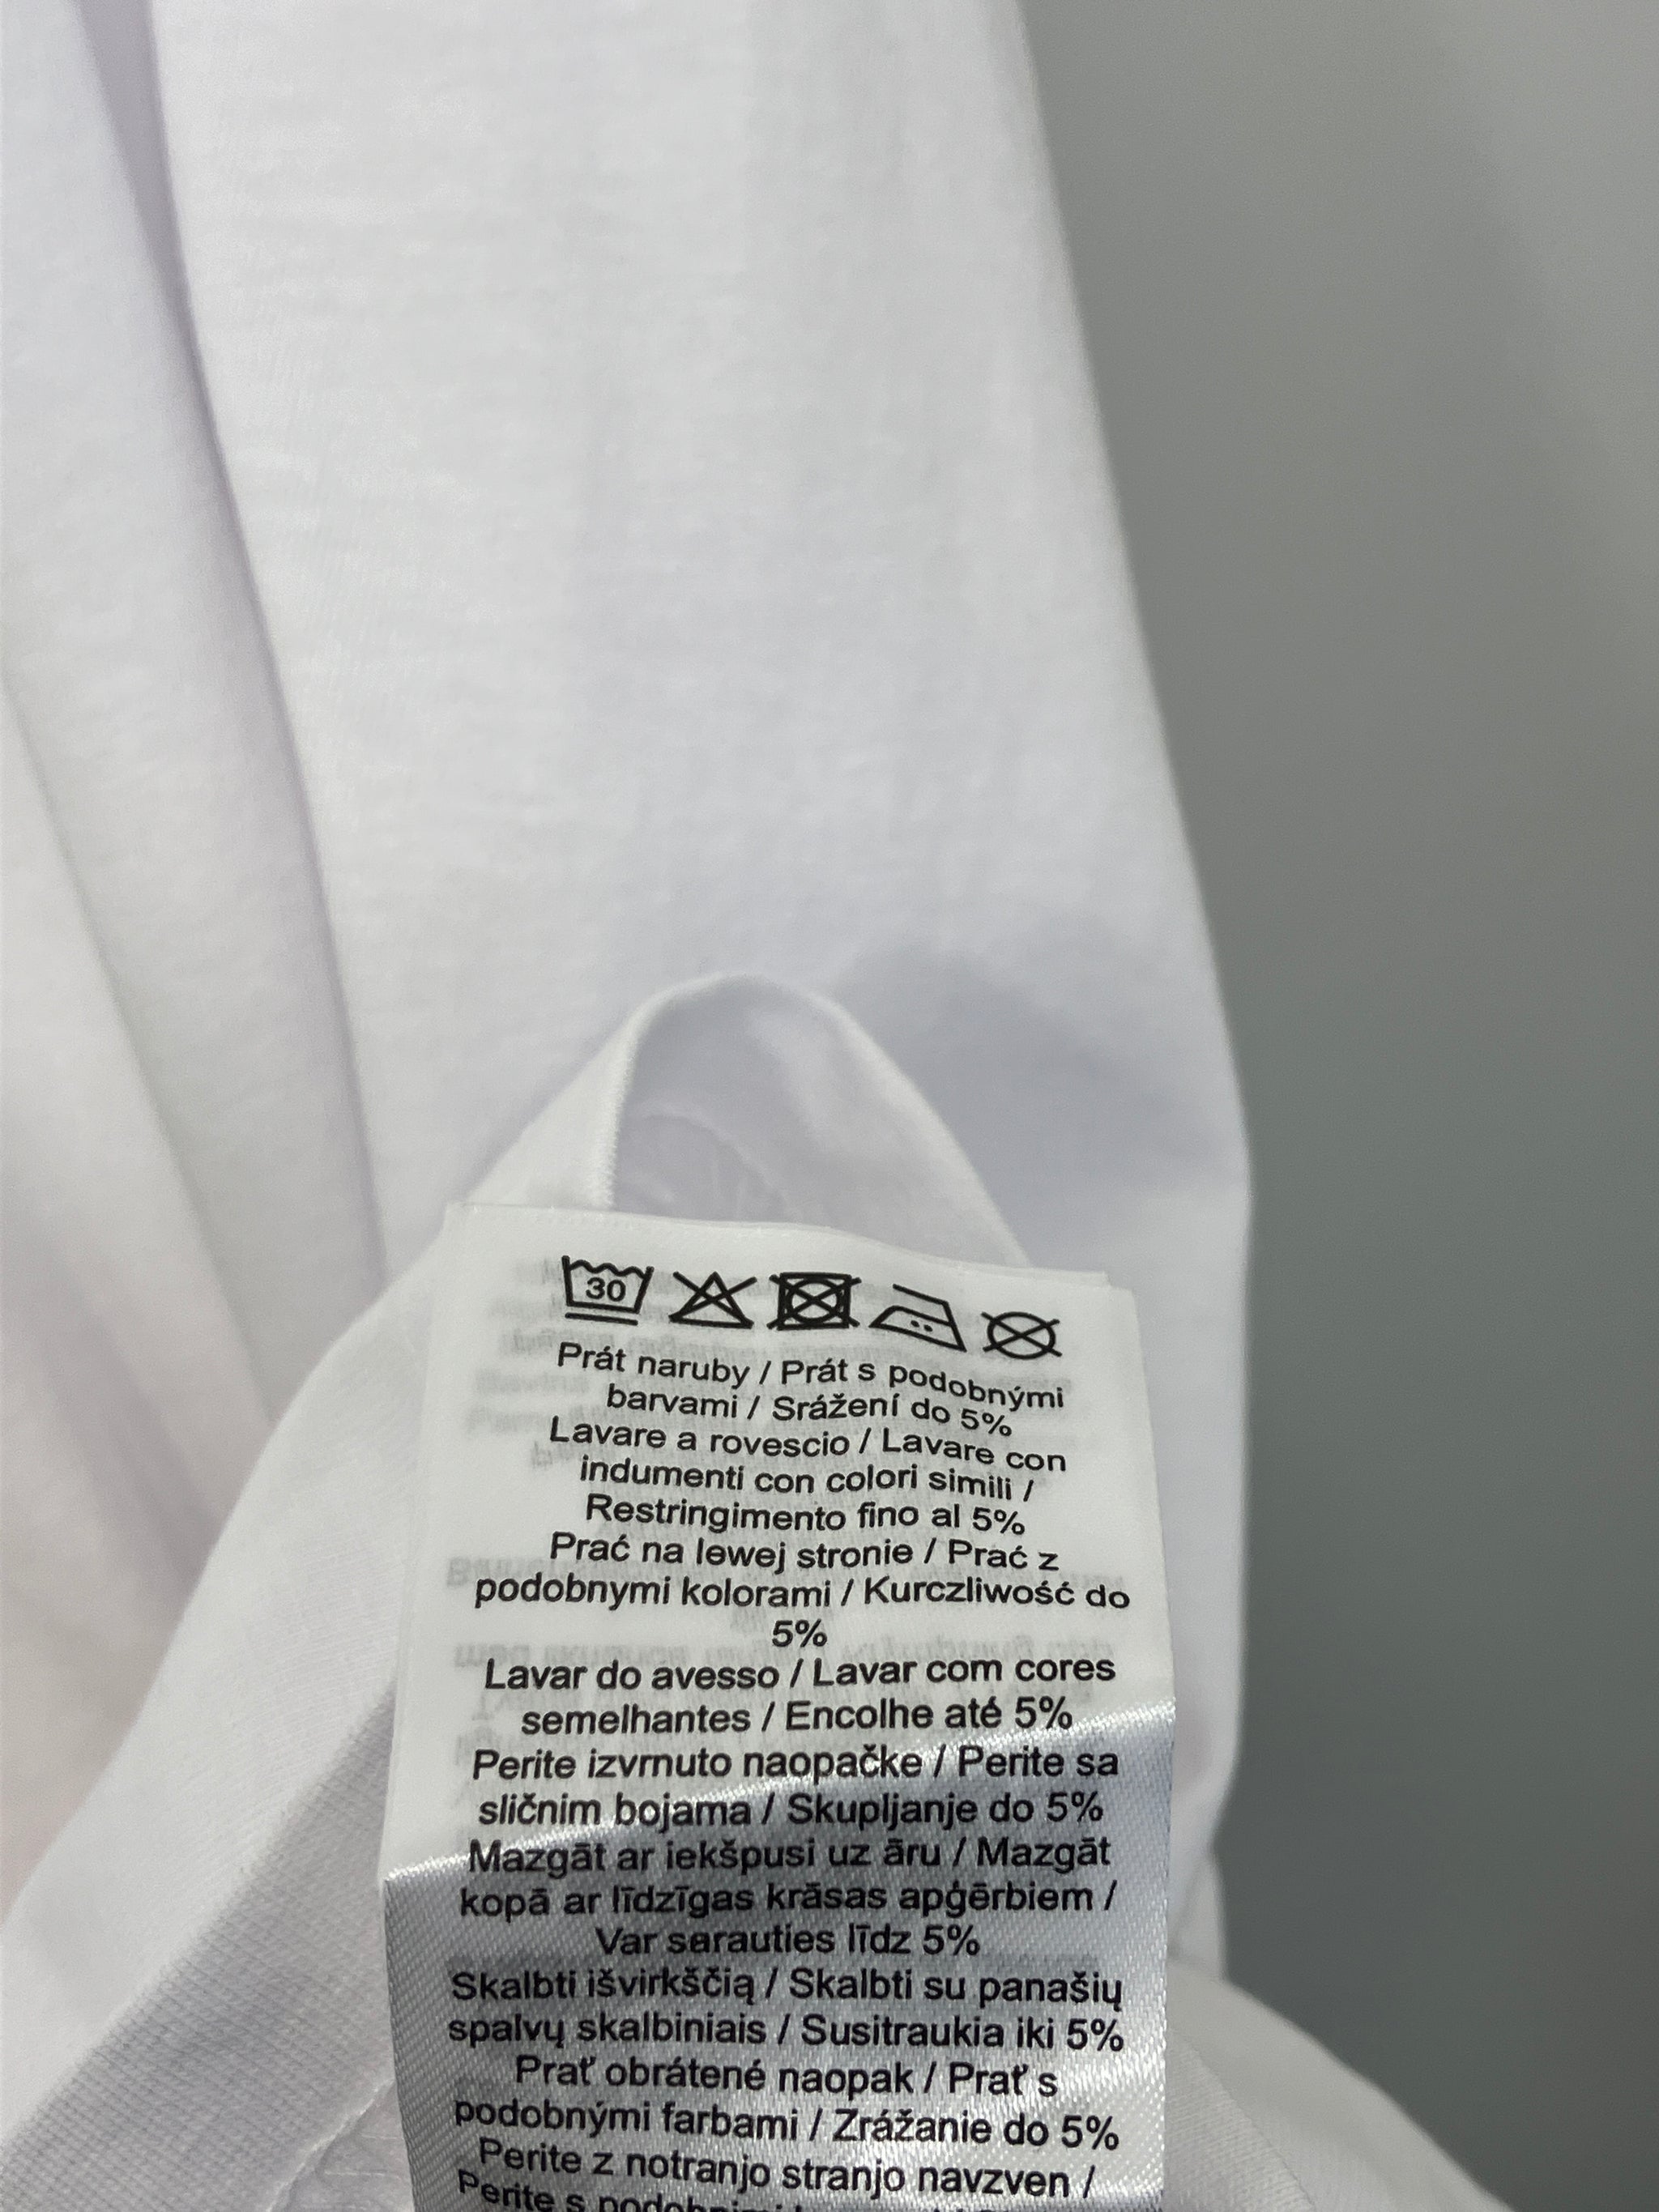 30
Prát naruby / Prát s podobnými
barvami / Srážení do 5%
Lavare a rovescio / Lavare con
indumenti con colori simili /
Restringimento fino al 5%
Prać na lewej stronie / Prać z
podobnymi kolorami / Kurczliwość do
5%
Lavar do avesso / Lavar com cores
semelhantes / Encolhe até 5%
Perite izvrnuto naopačke / Perite sa
sličnim bojama / Skupljanje do 5%
Mazgāt ar iekšpusi uz āru / Mazgāt
kopā ar līdzīgas krāsas apģērbiem /
Var sarauties līdz 5%
Skalbti išvirkščią / Skalbti su panašių
spalvų skalbiniais / Susitraukia iki 5%
Prať obrátené naopak / Prať s
podobnými farbami / Zrážanie do 5%
Perite z notranjo stranjo navzven /
Perite s